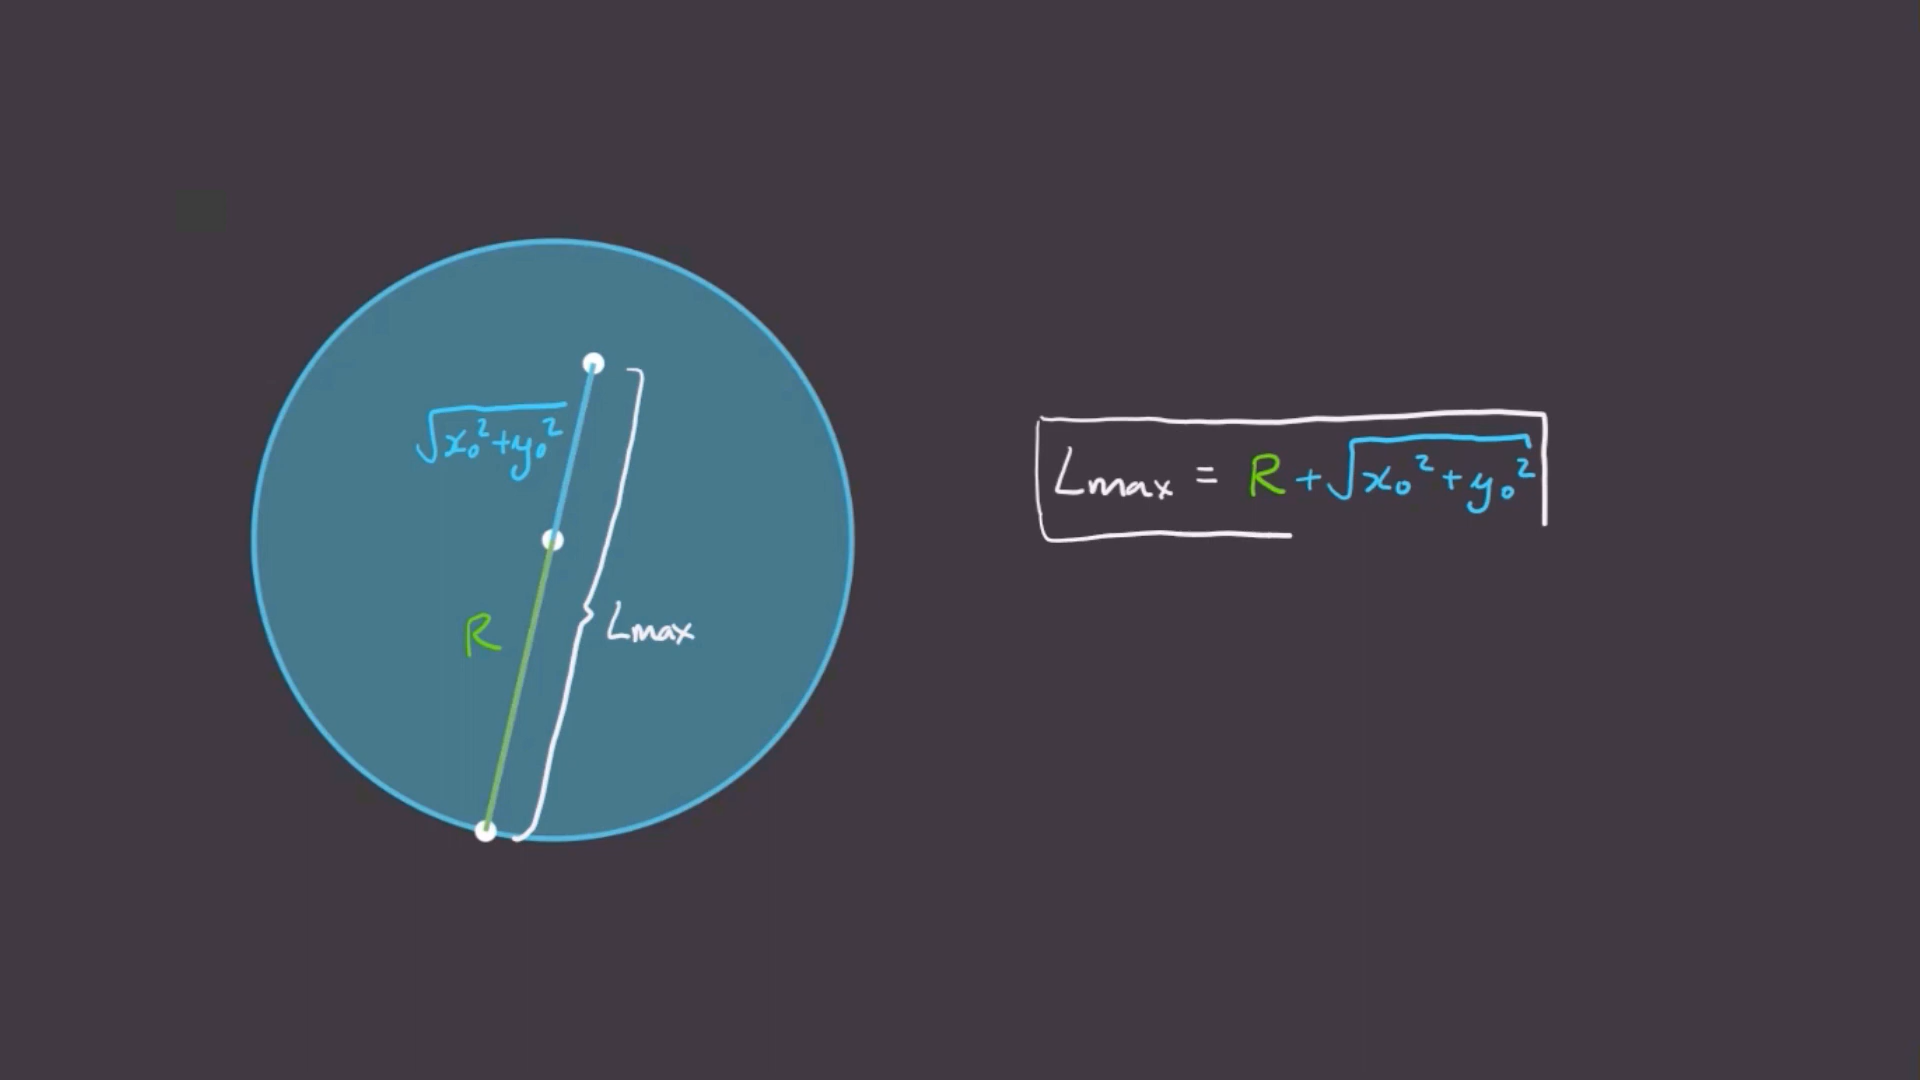 √x₀²+y₀²
R
Lmax
Lmax = R+√x₀²+y₀²